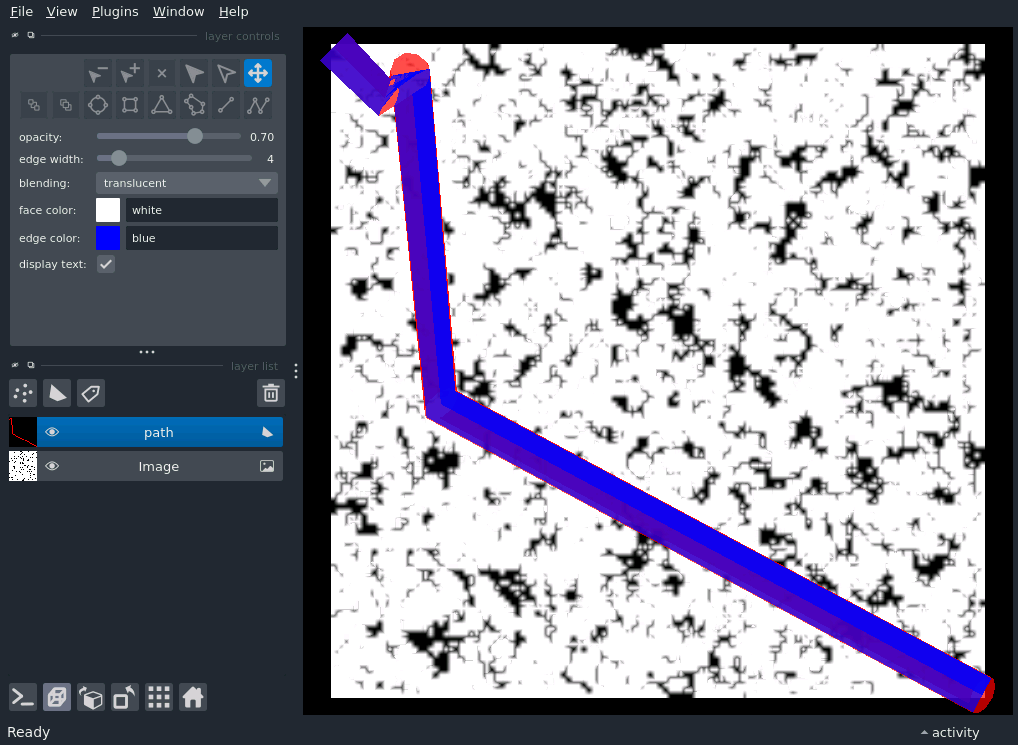 File View Plugins Window Help
layer controls
opacity: 0.70
edge width: 4
blending: translucent
face color: white
edge color: blue
display text:
layer list
path
Image
Ready activity